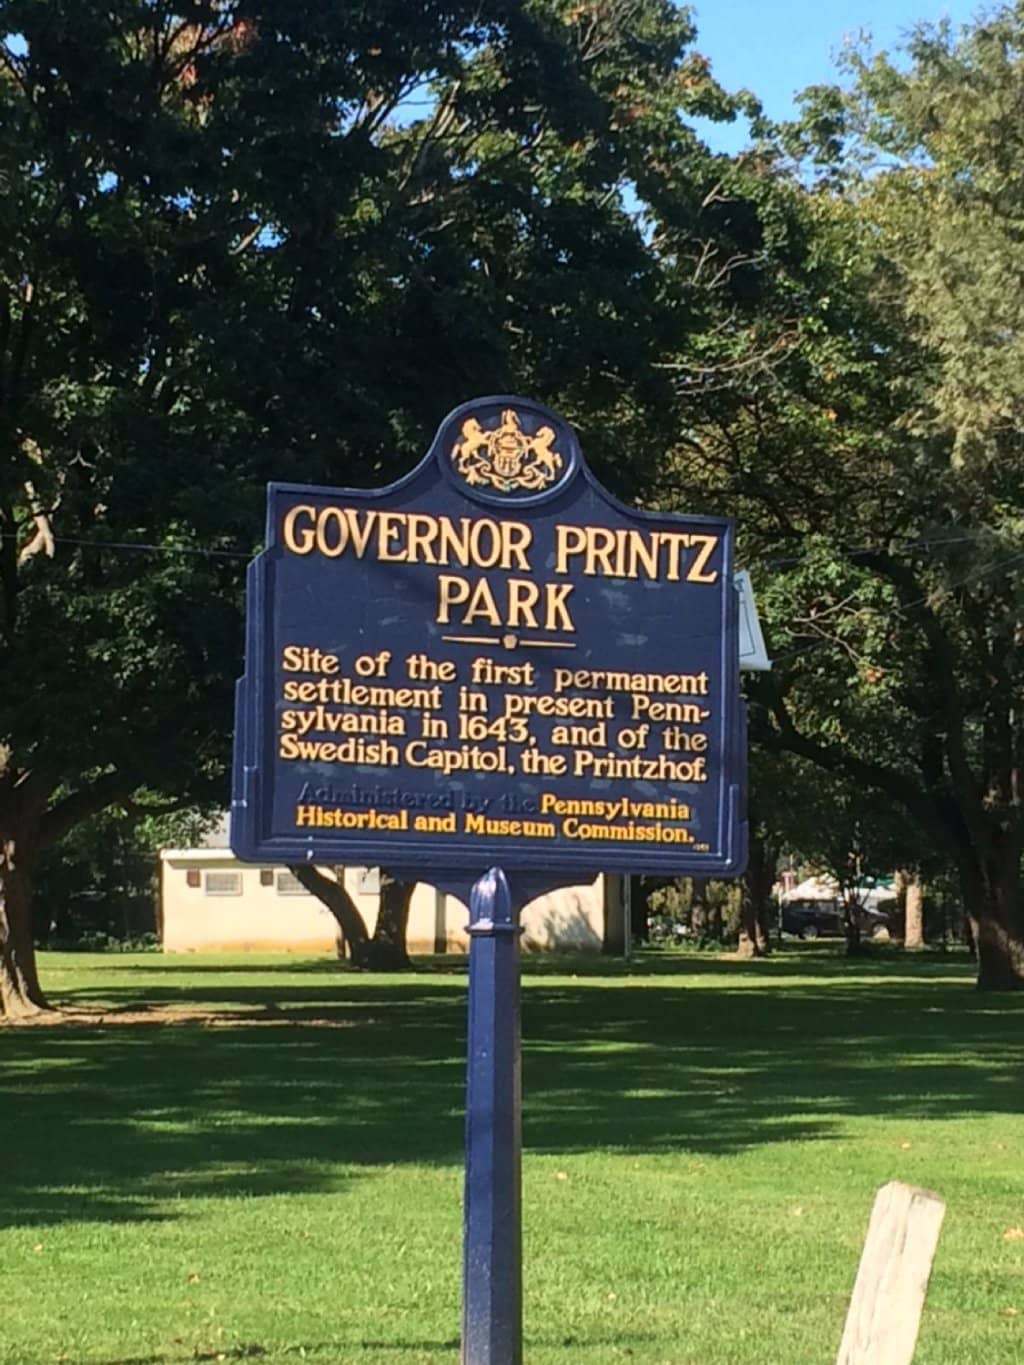 GOVERNOR PRINTZ
PARK
Site of the first permanent
settlement in present Penn-
sylvania in 1643, and of the
Swedish Capitol, the Printzhof.
Administered by the Pennsylvania
Historical and Museum Commission.